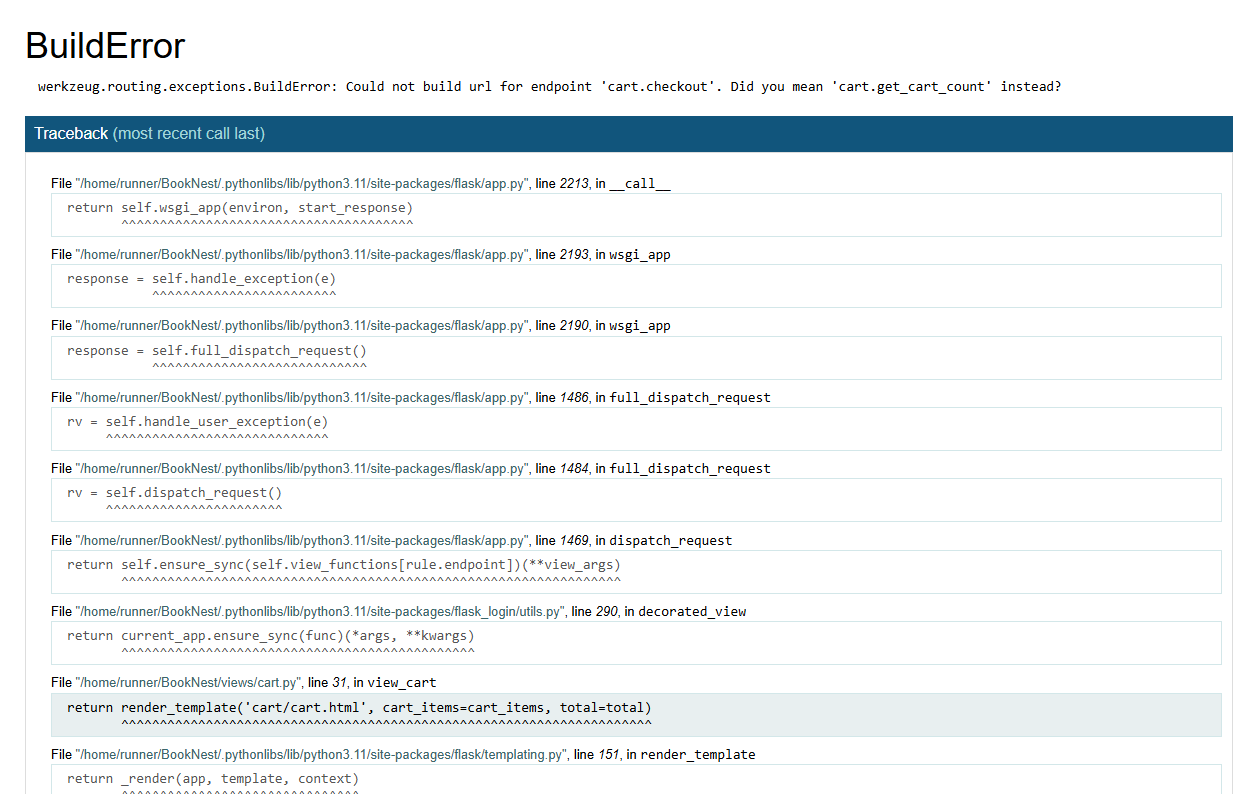 BuildError
werkzeug.routing.exceptions.BuildError: Could not build url for endpoint 'cart.checkout'. Did you mean 'cart.get_cart_count' instead?
Traceback (most recent call last)
File "/home/runner/BookNest/.pythonlibs/lib/python3.11/site-packages/flask/app.py", line 2213, in __call__
return self.wsgi_app(environ, start_response)
^^^^^^^^^^^^^^^^^^^^^^^^^^^^^^^^^^^^^^
File "/home/runner/BookNest/.pythonlibs/lib/python3.11/site-packages/flask/app.py", line 2193, in wsgi_app
response = self.handle_exception(e)
^^^^^^^^^^^^^^^^^^^^^^^^
File "/home/runner/BookNest/.pythonlibs/lib/python3.11/site-packages/flask/app.py", line 2190, in wsgi_app
response = self.full_dispatch_request()
^^^^^^^^^^^^^^^^^^^^^^^^^^^^
File "/home/runner/BookNest/.pythonlibs/lib/python3.11/site-packages/flask/app.py", line 1486, in full_dispatch_request
rv = self.handle_user_exception(e)
^^^^^^^^^^^^^^^^^^^^^^^^^^^^^
File "/home/runner/BookNest/.pythonlibs/lib/python3.11/site-packages/flask/app.py", line 1484, in full_dispatch_request
rv = self.dispatch_request()
^^^^^^^^^^^^^^^^^^^^^^^
File "/home/runner/BookNest/.pythonlibs/lib/python3.11/site-packages/flask/app.py", line 1469, in dispatch_request
return self.ensure_sync(self.view_functions[rule.endpoint])(**view_args)
^^^^^^^^^^^^^^^^^^^^^^^^^^^^^^^^^^^^^^^^^^^^^^^^^^^^^^^^^^^^^^^^^
File "/home/runner/BookNest/.pythonlibs/lib/python3.11/site-packages/flask_login/utils.py", line 290, in decorated_view
return current_app.ensure_sync(func)(*args, **kwargs)
^^^^^^^^^^^^^^^^^^^^^^^^^^^^^^^^^^^^^^^^^^^^^^
File "/home/runner/BookNest/views/cart.py", line 31, in view_cart
return render_template('cart/cart.html', cart_items=cart_items, total=total)
^^^^^^^^^^^^^^^^^^^^^^^^^^^^^^^^^^^^^^^^^^^^^^^^^^^^^^^^^^^^^^^^^^^^^
File "/home/runner/BookNest/.pythonlibs/lib/python3.11/site-packages/flask/templating.py", line 151, in render_template
return _render(app, template, context)
^^^^^^^^^^^^^^^^^^^^^^^^^^^^^^^